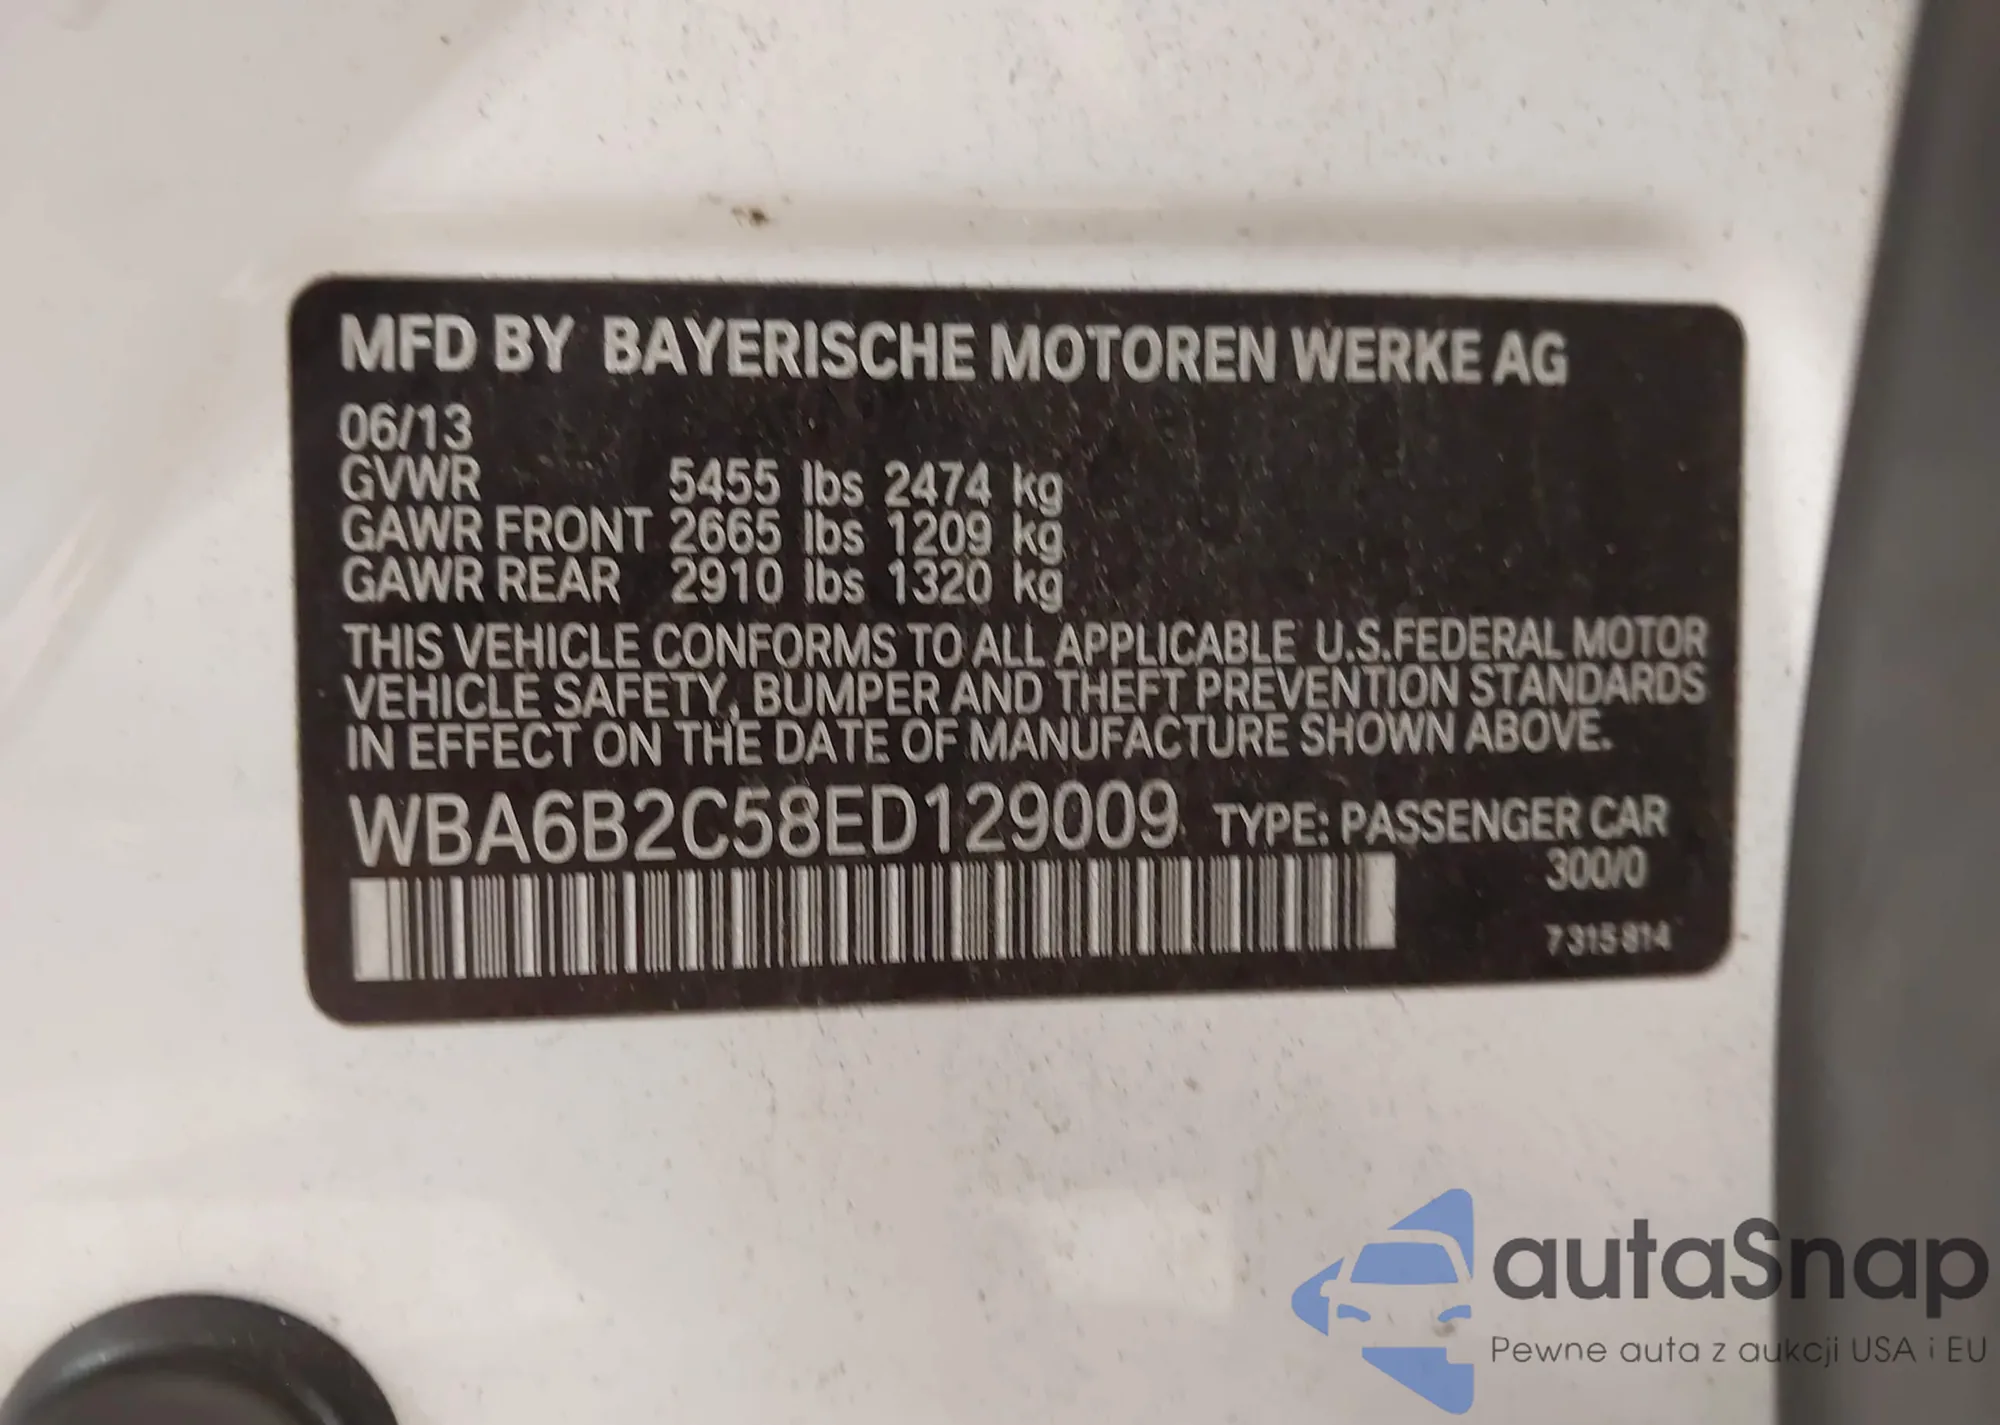 MFD BY BAYERISCHE MOTOREN WERKE AG
06/13
GVWR 5455 lbs 2474 kg
GAWR FRONT 2665 lbs 1209 kg
GAWR REAR 2910 lbs 1320 kg
THIS VEHICLE CONFORMS TO ALL APPLICABLE U.S.FEDERAL MOTOR
VEHICLE SAFETY, BUMPER AND THEFT PREVENTION STANDARDS
IN EFFECT ON THE DATE OF MANUFACTURE SHOWN ABOVE.
WBA6B2C58ED129009 TYPE: PASSENGER CAR
300/0
7 315 814
autaSnap
Pewne auta z aukcji USA i EU